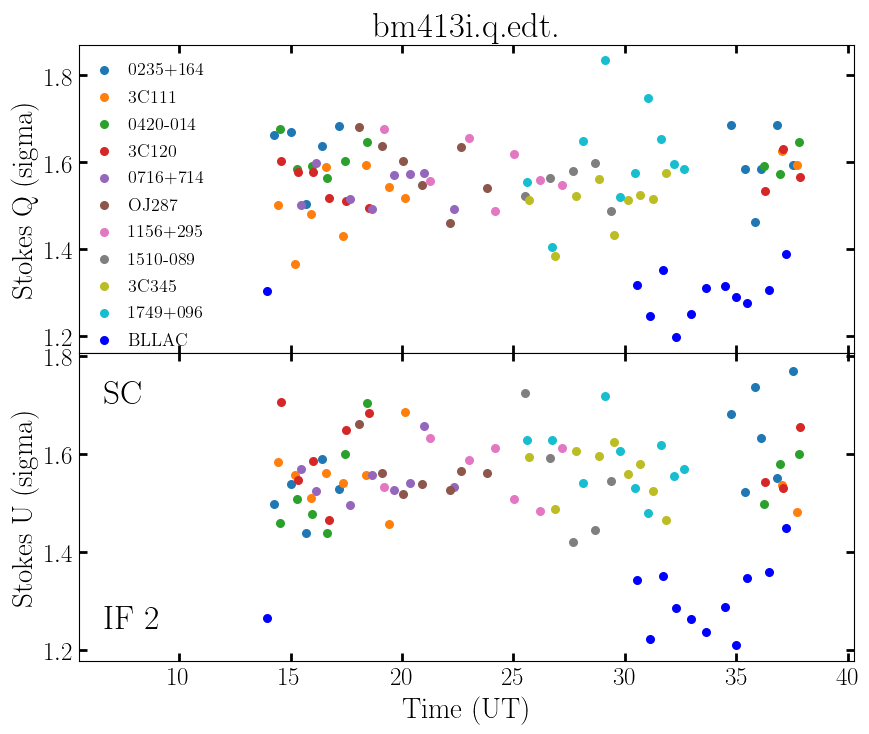 bm413i.q.edt.
Stokes Q (sigma)
1.8
1.6
1.4
1.2
0235+164
3C111
0420-014
3C120
0716+714
OJ287
1156+295
1510-089
3C345
1749+096
BLLAC
Stokes U (sigma)
1.8
1.6
1.4
1.2
SC
IF 2
10 15 20 25 30 35 40
Time (UT)